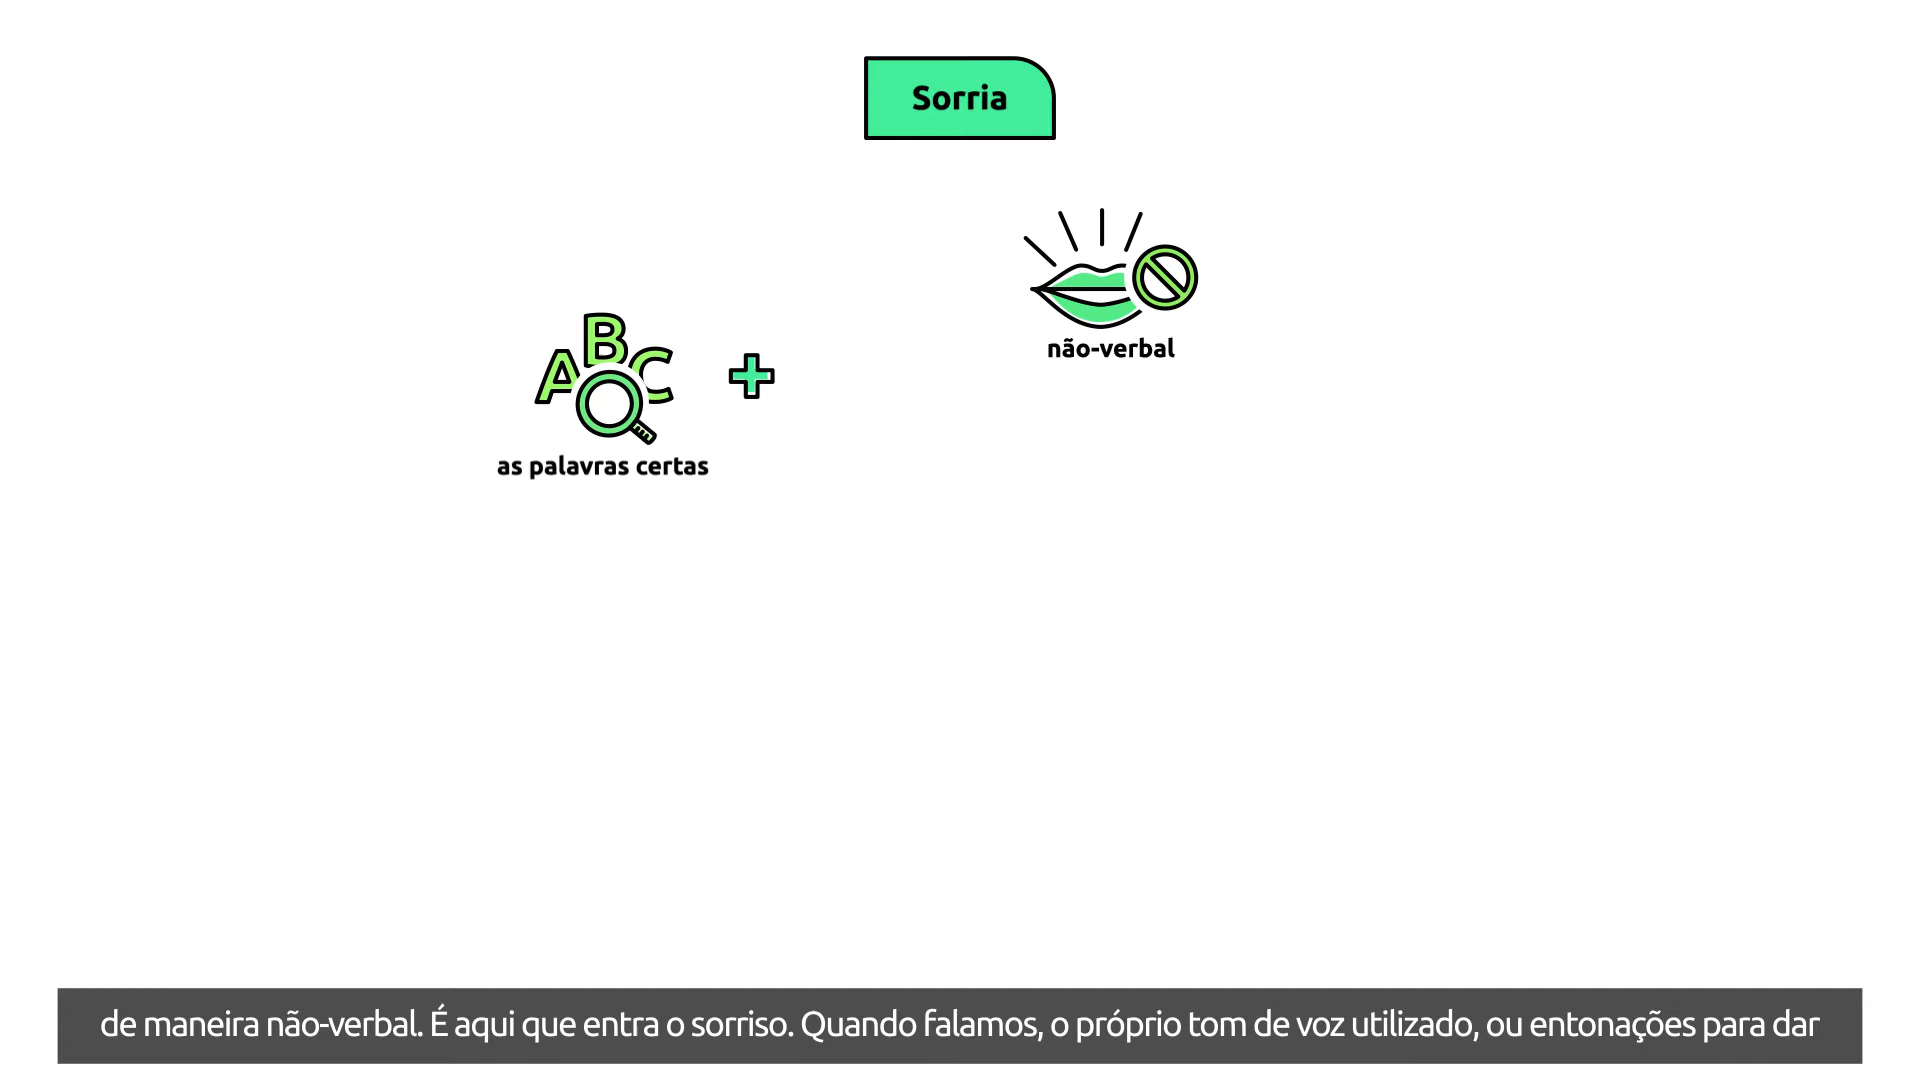 Sorria
não-verbal
ABC
as palavras certas
de maneira não-verbal. É aqui que entra o sorriso. Quando falamos, o próprio tom de voz utilizado, ou entonações para dar